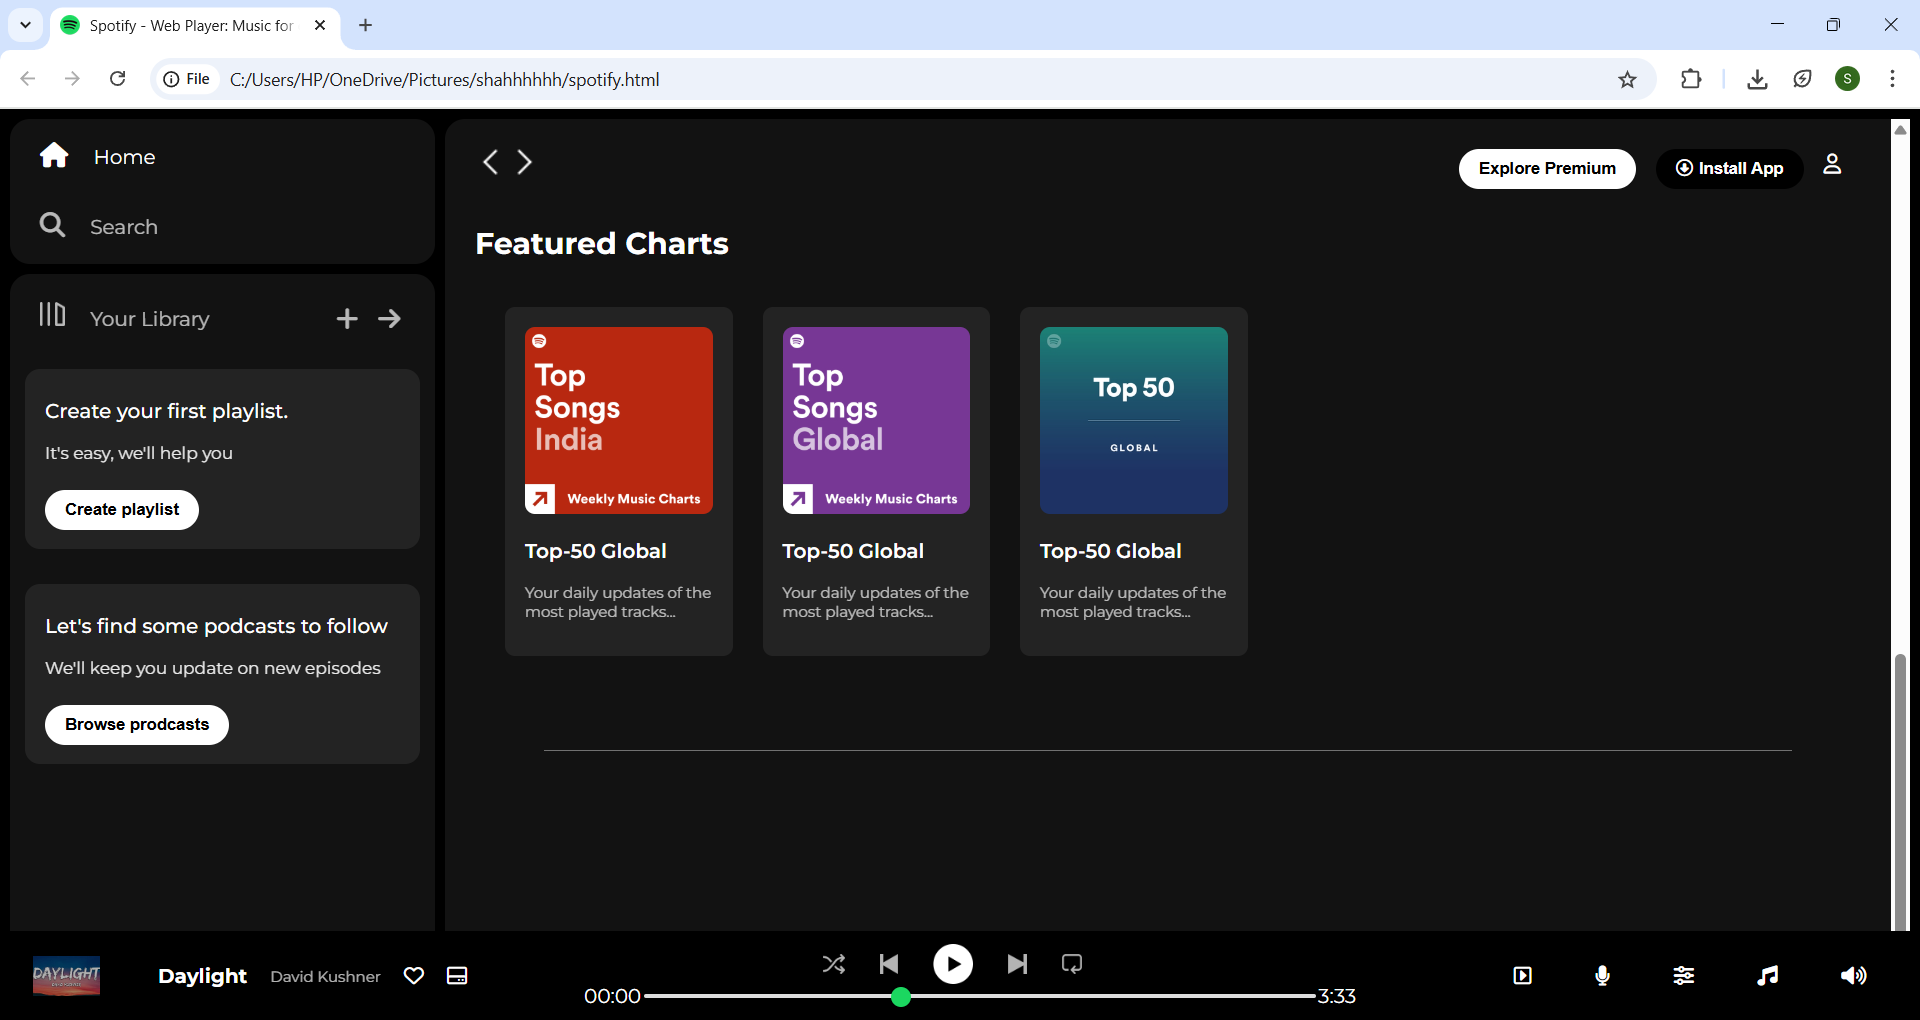 Spotify - Web Player: Music for
File
C:/Users/HP/OneDrive/Pictures/shahhhhhh/spotify.html
S
Home
Search
Your Library
Create your first playlist.
It's easy, we'll help you
Create playlist
Let's find some podcasts to follow
We'll keep you update on new episodes
Browse prodcasts
Explore Premium
Install App
Featured Charts
Top
Songs
India
Weekly Music Charts
Top-50 Global
Your daily updates of the
most played tracks...
Top
Songs
Global
Weekly Music Charts
Top-50 Global
Your daily updates of the
most played tracks...
Top 50
GLOBAL
Top-50 Global
Your daily updates of the
most played tracks...
DAYLIGHT
Daylight
David Kushner
00:00
3:33